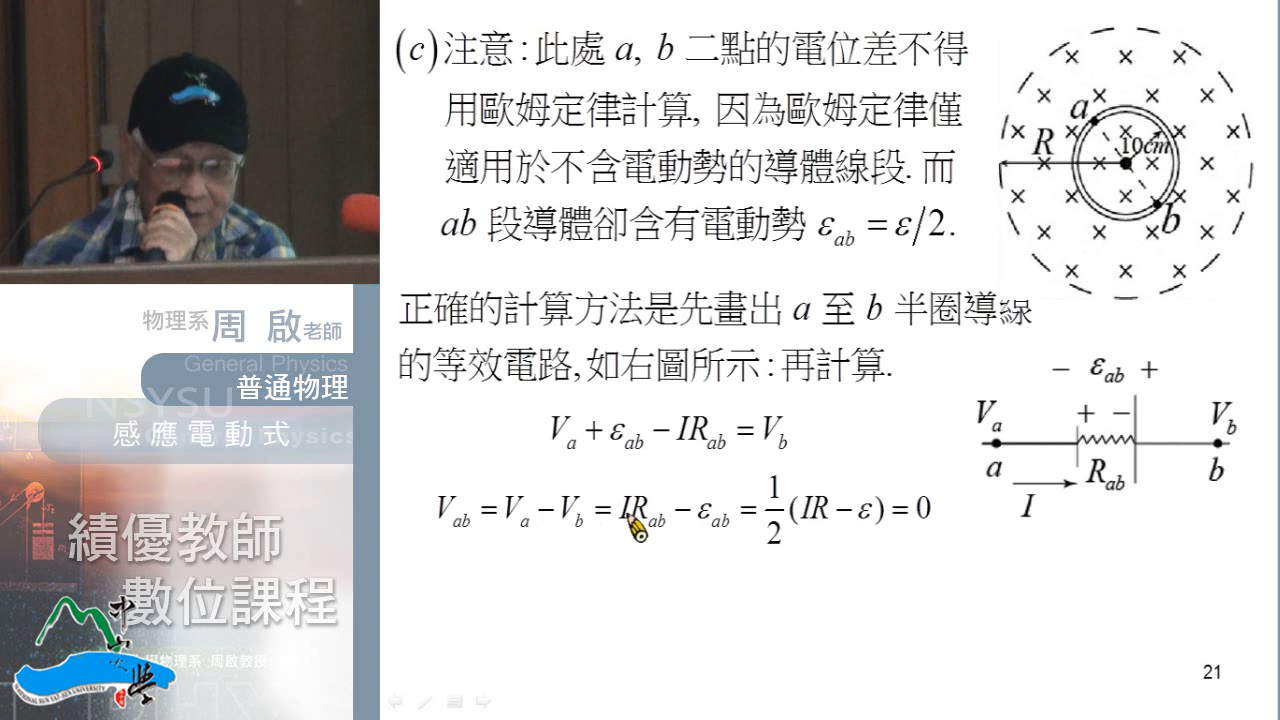 (c) 注意 : 此處 a, b 二點的電位差不得
用歐姆定律計算, 因為歐姆定律僅
適用於不含電動勢的導體線段. 而
ab 段導體卻含有電動勢 ε_ab = ε/2.
a
R
10cm
b
正確的計算方法是先畫出 a 至 b 半圈導線
的等效電路, 如右圖所示 : 再計算.
V_a + ε_ab − IR_ab = V_b
V_ab = V_a − V_b = IR_ab − ε_ab = 1/2 (IR − ε) = 0
− ε_ab +
V_a + − V_b
a R_ab b
I
物理系 周 啟 老師
General Physics
普通物理
NSYSU
感應電動式
績優教師
數位課程
NATIONAL SUN YAT-SEN UNIVERSITY
21